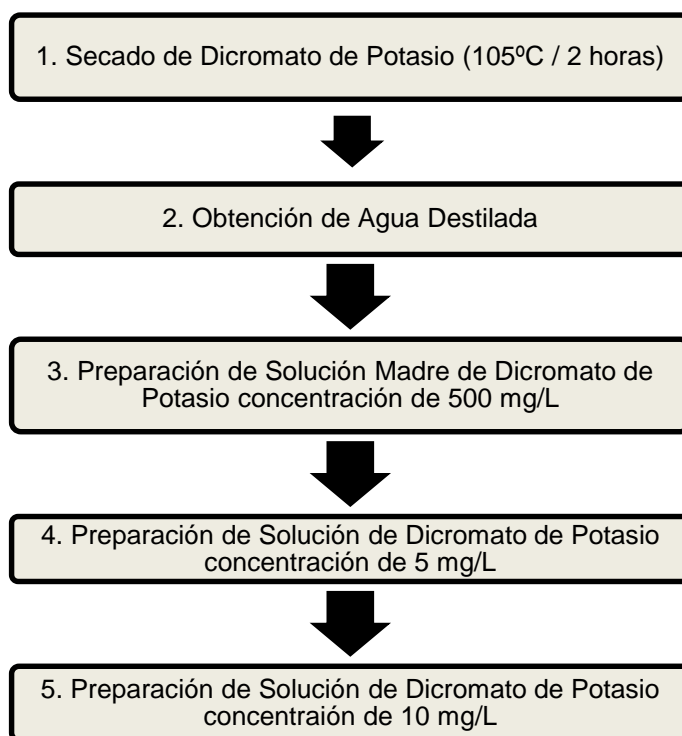 1. Secado de Dicromato de Potasio (105ºC / 2 horas)
2. Obtención de Agua Destilada
3. Preparación de Solución Madre de Dicromato de
Potasio concentración de 500 mg/L
4. Preparación de Solución de Dicromato de Potasio
concentración de 5 mg/L
5. Preparación de Solución de Dicromato de Potasio
concentraión de 10 mg/L